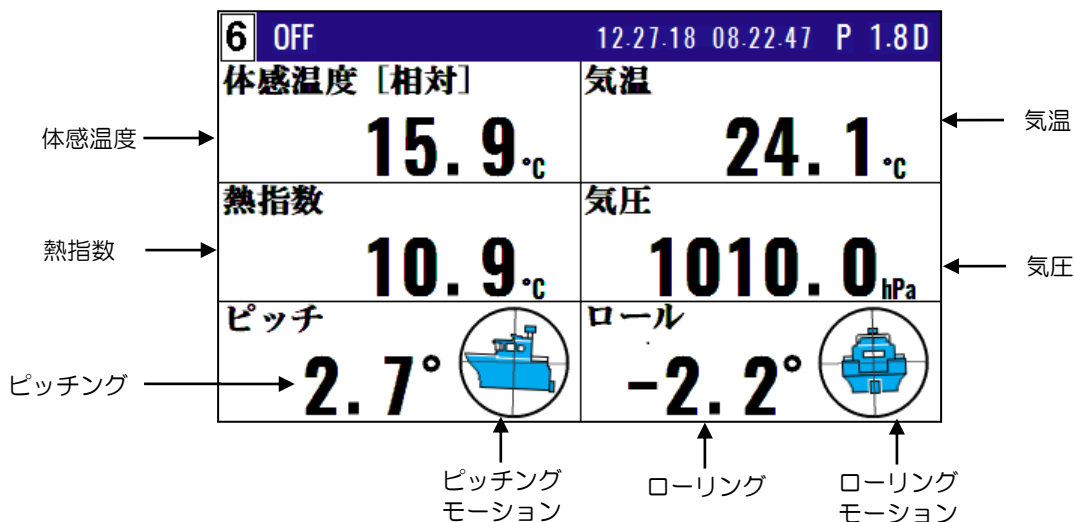 6 OFF 12-27-18 08-22-47 P 1.8D
体感温度［相対］ 気温
体感温度 15.9℃ 24.1℃ 気温
熱指数 気圧
熱指数 10.9℃ 1010.0hPa 気圧
ピッチ ロール
ピッチング 2.7° -2.2°
ピッチング
モーション
ローリング
ローリング
モーション